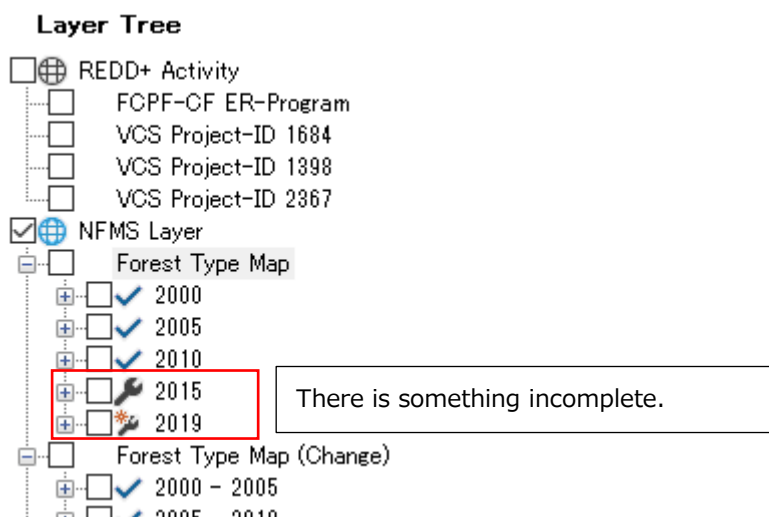 Layer Tree
REDD+ Activity
FCPF-CF ER-Program
VCS Project-ID 1684
VCS Project-ID 1398
VCS Project-ID 2367
NFMS Layer
Forest Type Map
2000
2005
2010
2015
There is something incomplete.
2019
Forest Type Map (Change)
2000 - 2005